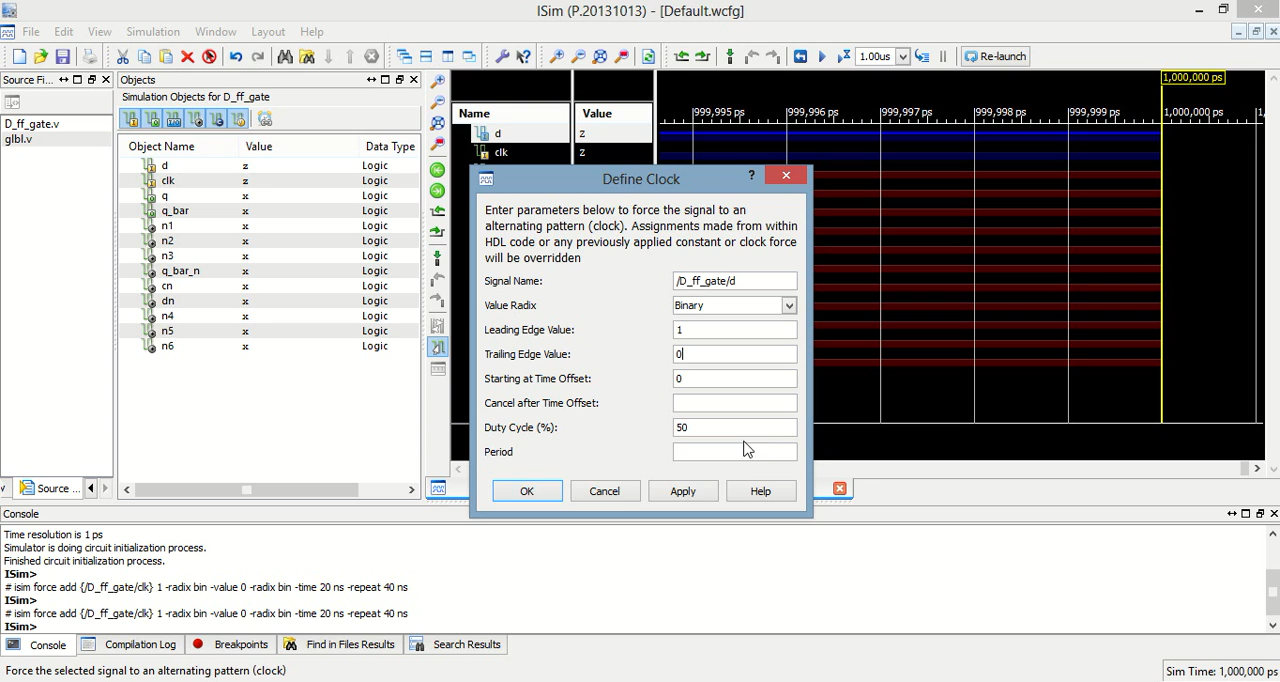 ISim (P.20131013) - [Default.wcfg]
File Edit View Simulation Window Layout Help
1.00us Re-launch
Source Fi...
D_ff_gate.v
glbl.v
Source ...
Objects
Simulation Objects for D_ff_gate
Object Name Value Data Type
d z Logic
clk z Logic
q x Logic
q_bar x Logic
n1 x Logic
n2 x Logic
n3 x Logic
q_bar_n x Logic
cn x Logic
dn x Logic
n4 x Logic
n5 x Logic
n6 x Logic
1,000,000 ps
Name Value 999,995 ps 999,996 ps 999,997 ps 999,998 ps 999,999 ps 1,000,000 ps
d z
clk z
Define Clock
Enter parameters below to force the signal to an
alternating pattern (clock). Assignments made from within
HDL code or any previously applied constant or clock force
will be overridden
Signal Name: /D_ff_gate/d
Value Radix Binary
Leading Edge Value: 1
Trailing Edge Value: 0
Starting at Time Offset: 0
Cancel after Time Offset:
Duty Cycle (%): 50
Period
OK Cancel Apply Help
Console
Time resolution is 1 ps
Simulator is doing circuit initialization process.
Finished circuit initialization process.
ISim>
# isim force add {/D_ff_gate/clk} 1 -radix bin -value 0 -radix bin -time 20 ns -repeat 40 ns
ISim>
# isim force add {/D_ff_gate/clk} 1 -radix bin -value 0 -radix bin -time 20 ns -repeat 40 ns
ISim>
Console Compilation Log Breakpoints Find in Files Results Search Results
Force the selected signal to an alternating pattern (clock) Sim Time: 1,000,000 ps